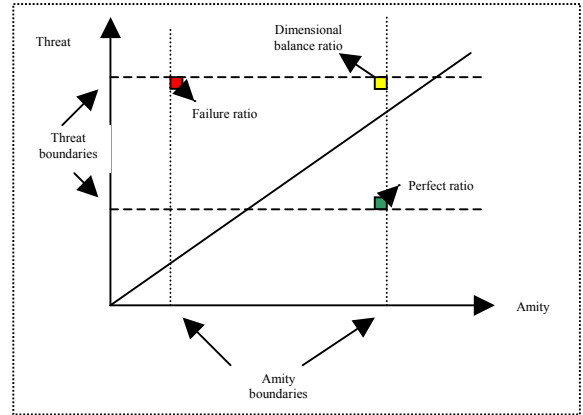 Threat
Dimensional
balance ratio
Failure ratio
Threat
boundaries
Perfect ratio
Amity
Amity
boundaries